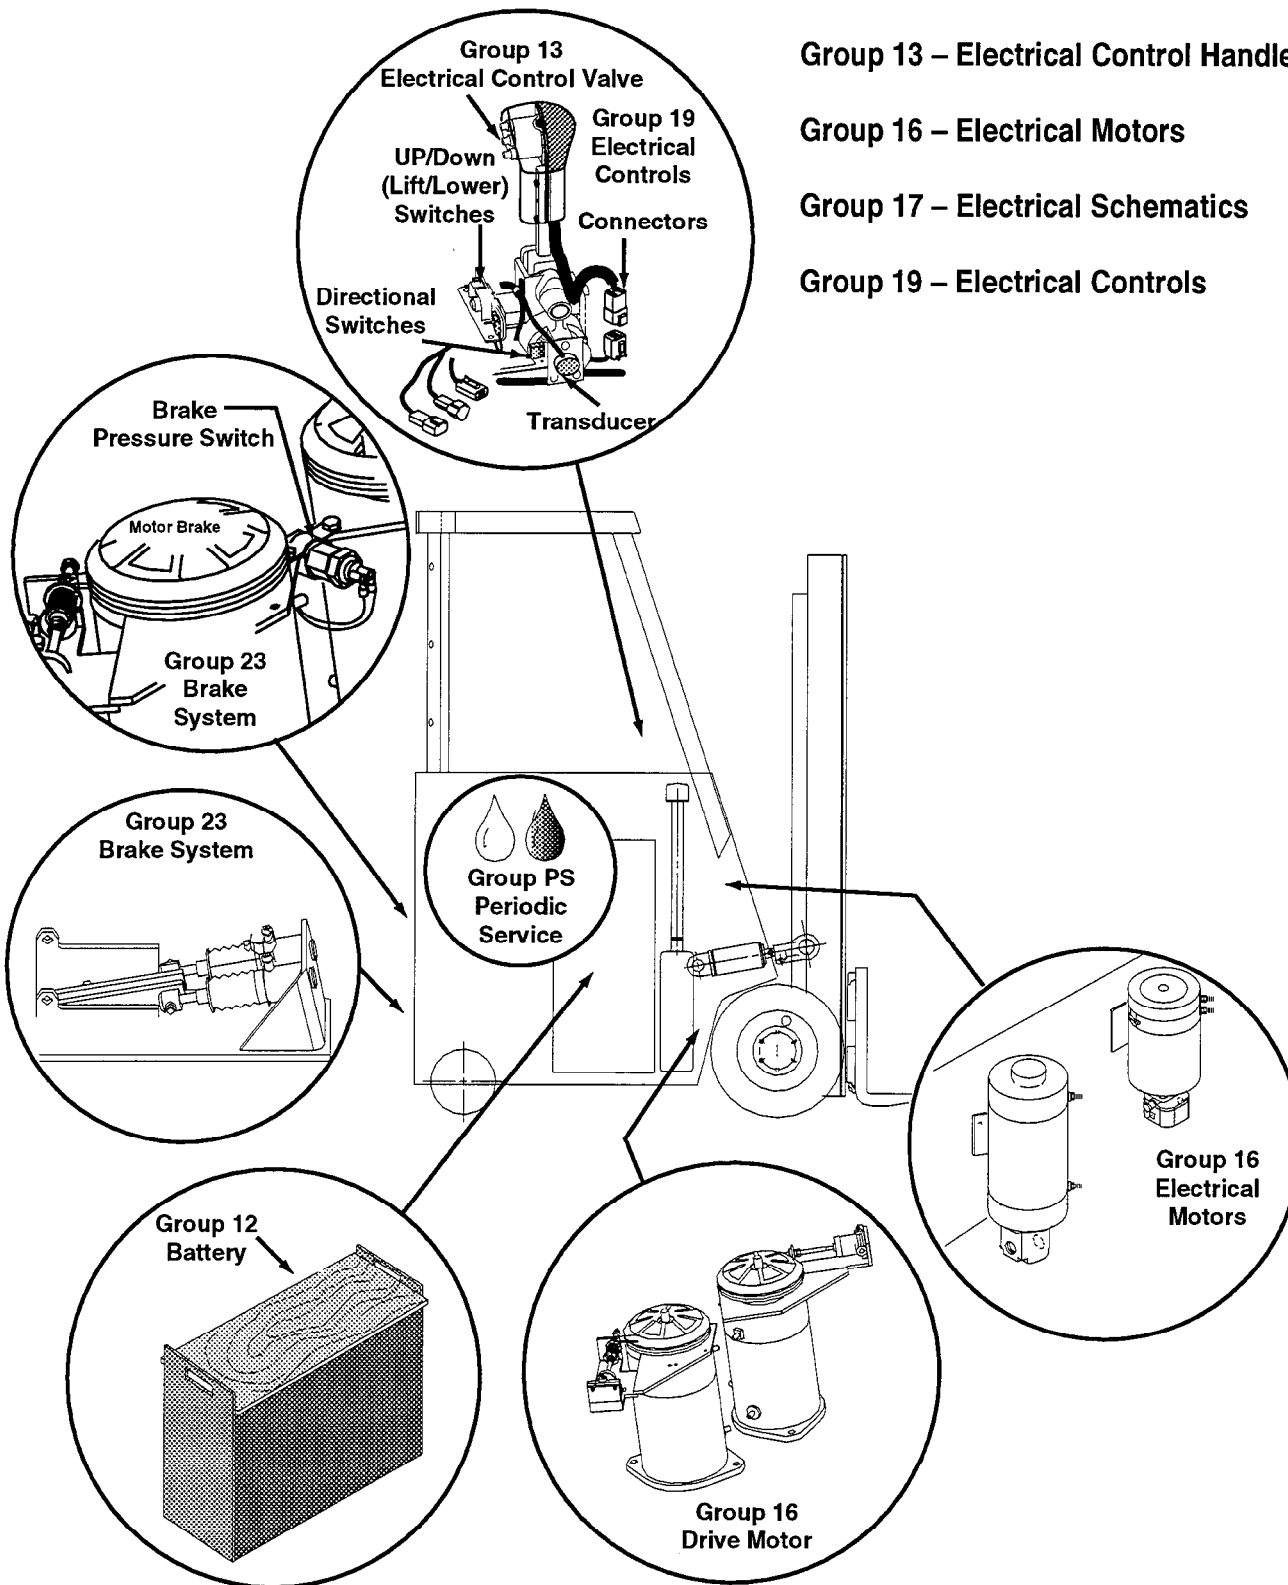 Group 13 – Electrical Control Handle
Group 16 – Electrical Motors
Group 17 – Electrical Schematics
Group 19 – Electrical Controls
Group 13
Electrical Control Valve
Group 19
Electrical
Controls
UP/Down
(Lift/Lower)
Switches
Connectors
Directional
Switches
Transducer
Brake
Pressure Switch
Motor Brake
Group 23
Brake
System
Group 23
Brake System
Group PS
Periodic
Service
Group 16
Electrical
Motors
Group 12
Battery
Group 16
Drive Motor